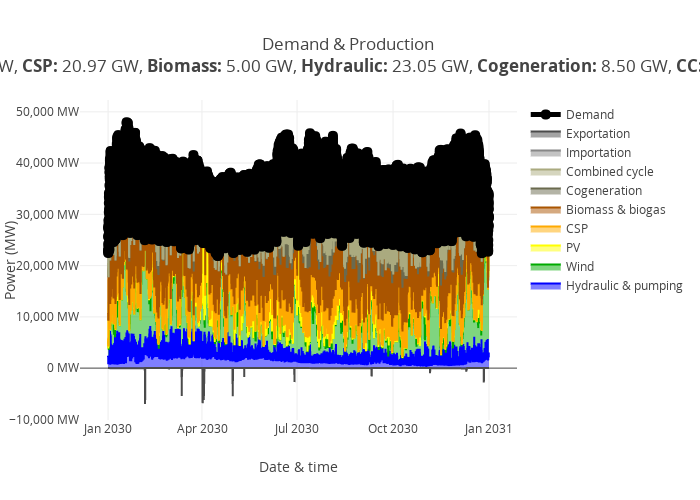 Demand & Production
W, CSP: 20.97 GW, Biomass: 5.00 GW, Hydraulic: 23.05 GW, Cogeneration: 8.50 GW, CC:
50,000 MW
40,000 MW
30,000 MW
20,000 MW
10,000 MW
0 MW
−10,000 MW
Power (MW)
Jan 2030
Apr 2030
Jul 2030
Oct 2030
Jan 2031
Date & time
Demand
Exportation
Importation
Combined cycle
Cogeneration
Biomass & biogas
CSP
PV
Wind
Hydraulic & pumping